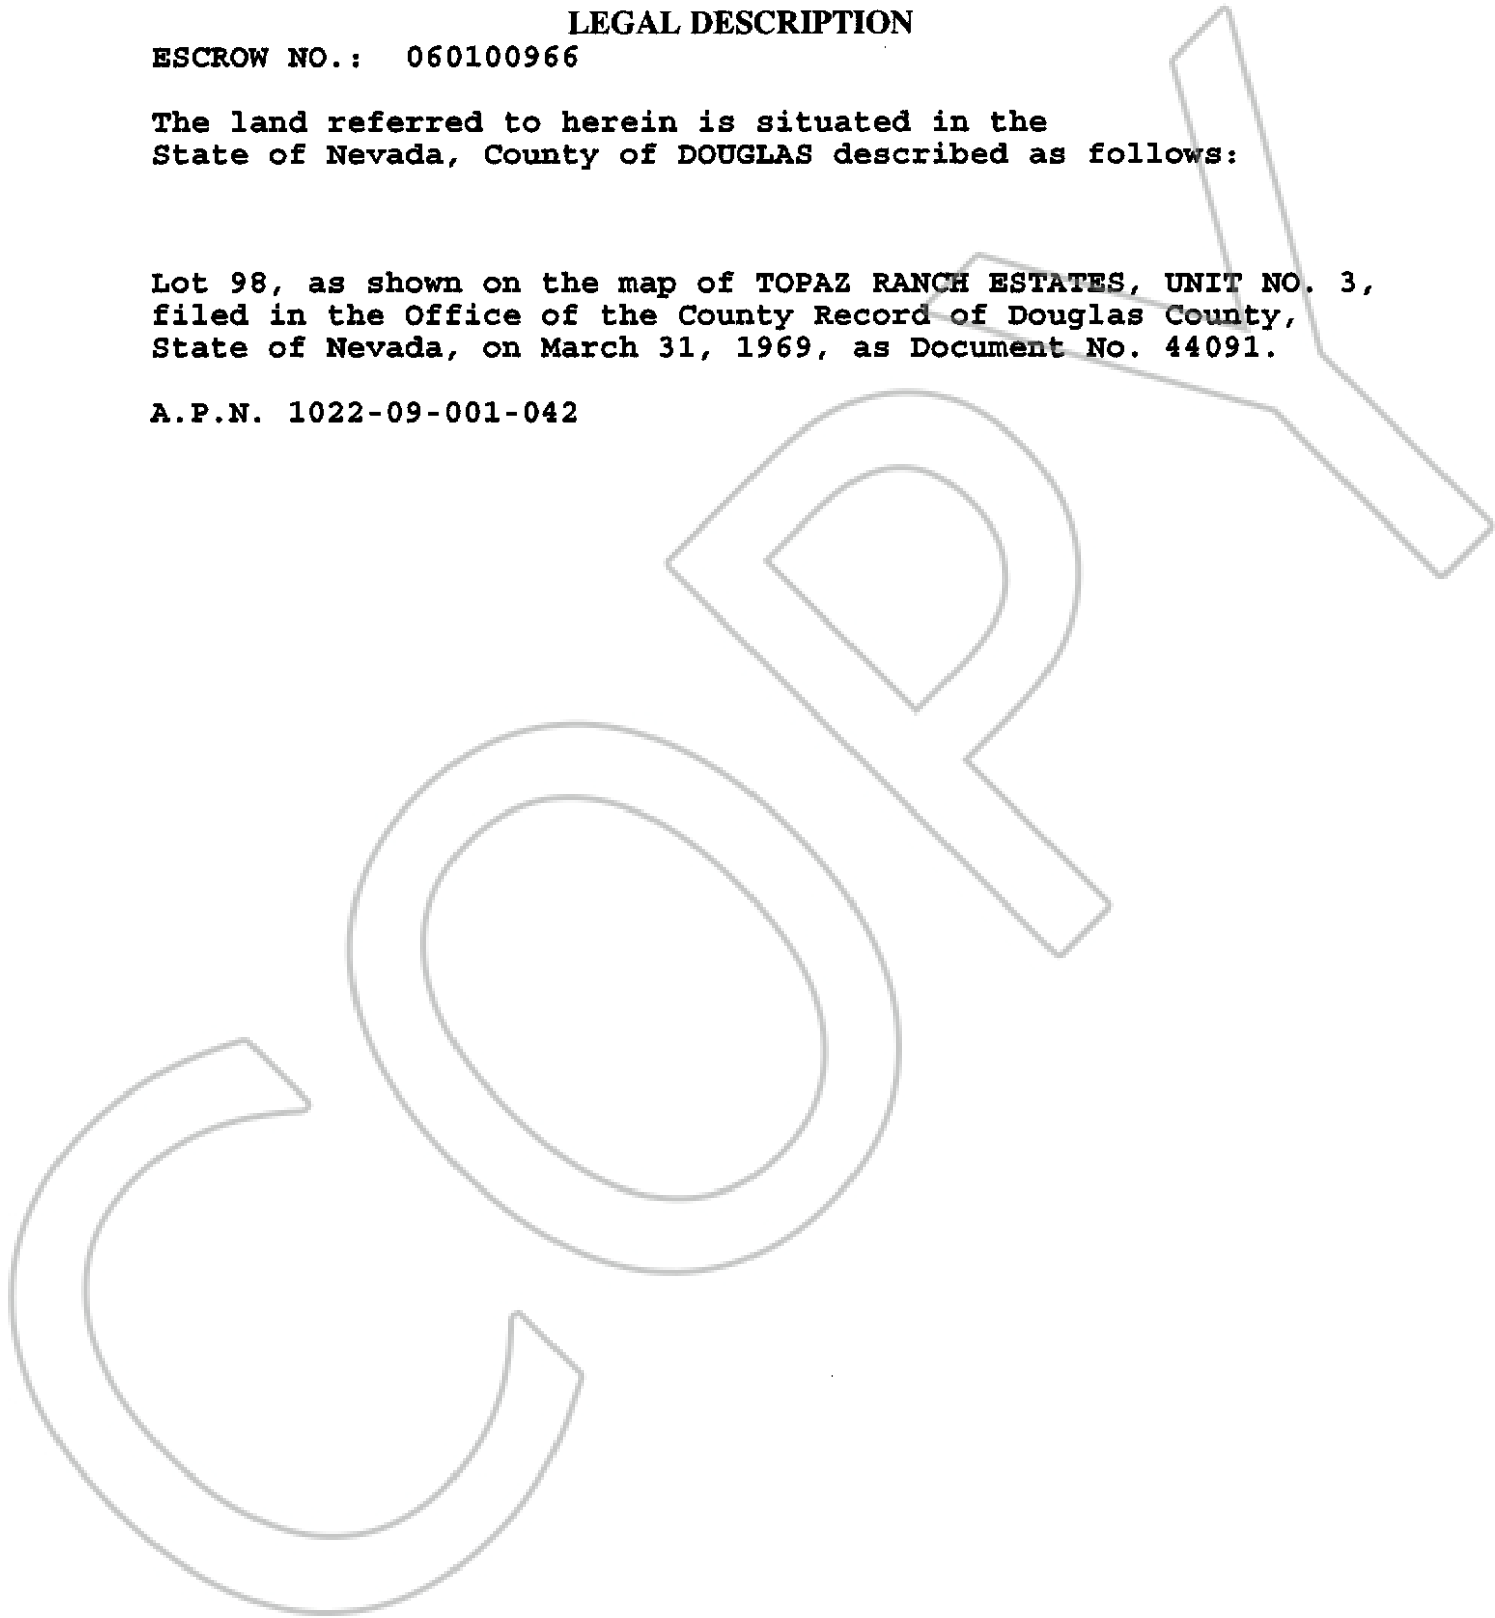 LEGAL DESCRIPTION
ESCROW NO.: 060100966
The land referred to herein is situated in the
State of Nevada, County of DOUGLAS described as follows:
Lot 98, as shown on the map of TOPAZ RANCH ESTATES, UNIT NO. 3,
filed in the Office of the County Record of Douglas County,
State of Nevada, on March 31, 1969, as Document No. 44091.
A.P.N. 1022-09-001-042
COPY